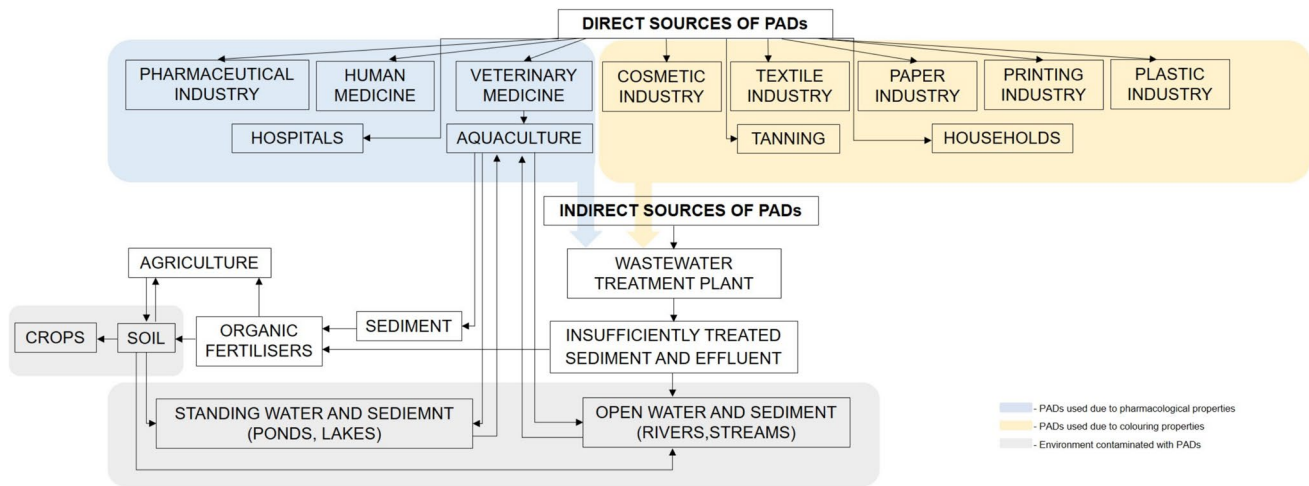 DIRECT SOURCES OF PADs
PHARMACEUTICAL
INDUSTRY
HUMAN
MEDICINE
VETERINARY
MEDICINE
COSMETIC
INDUSTRY
TEXTILE
INDUSTRY
PAPER
INDUSTRY
PRINTING
INDUSTRY
PLASTIC
INDUSTRY
HOSPITALS
AQUACULTURE
TANNING
HOUSEHOLDS
INDIRECT SOURCES OF PADs
AGRICULTURE
WASTEWATER
TREATMENT PLANT
CROPS
SOIL
ORGANIC
FERTILISERS
SEDIMENT
INSUFFICIENTLY TREATED
SEDIMENT AND EFFLUENT
STANDING WATER AND SEDIEMNT
(PONDS, LAKES)
OPEN WATER AND SEDIMENT
(RIVERS,STREAMS)
- PADs used due to pharmacological properties
- PADs used due to colouring properties
- Environment contaminated with PADs